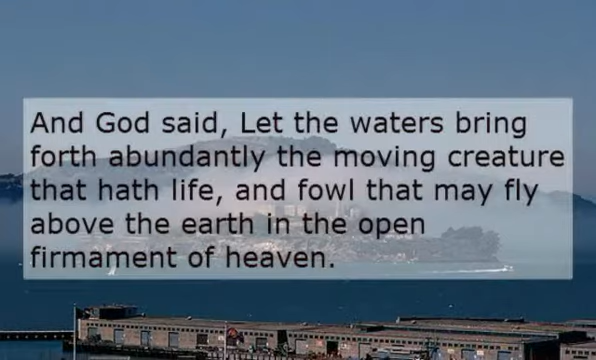 And God said, Let the waters bring
forth abundantly the moving creature
that hath life, and fowl that may fly
above the earth in the open
firmament of heaven.